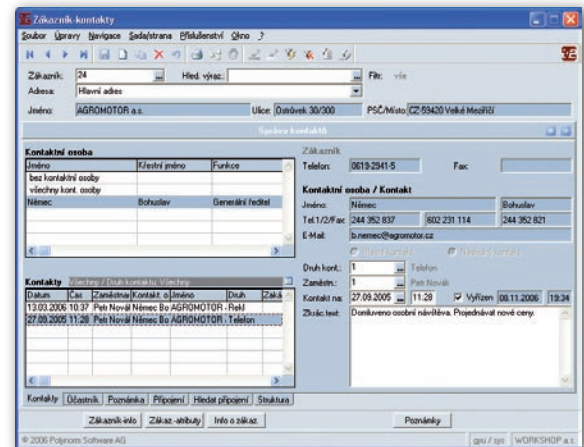 Zákazník-kontakty
Soubor Úpravy Navigace Sada/strana Příslušenství Okno ?
Zákazník: 24 ... Hled. výraz: ... Filtr: vše
Adresa: Hlavní adres
Jméno: AGROMOTOR a.s. Ulice: Ostrůvek 30/300 PSČ/Místo: CZ-59420 Velké Meziříčí
Správa kontaktů
Kontaktní osoba
Jméno Křestní jméno Funkce
bez kontaktní osoby
všechny kont. osoby
Němec Bohuslav Generální ředitel
Zákazník
Telefon: 0619-2941-5 Fax:
Kontaktní osoba / Kontakt
Jméno: Němec Bohuslav
Tel.1/2/Fax: 244 352 837 602 231 114 244 352 821
E-Mail: b.nemec@agromotor.cz
Kontakty Všechny / Druh kontaktu: Všechny
Datum Čas Zaměstna Kontakt. o Jméno Druh Zaká
13.03.2006 10:37 Petr Novák Němec Bo AGROMOTOR Rekl
27.09.2005 11:28 Petr Novák Němec Bo AGROMOTOR Telefon
Druh kont.: 1 ... Telefon
Zaměstn.: 1 ... Petr Novák
Kontakt na: 27.09.2005 ... 11:28 Vyřízen 08.11.2006 19:34
Zkrác.text: Domluveno osobní návštěva. Projednávat nové ceny.
Kontakty Účastník Poznámka Připojení Hledat připojení Struktura
Zákazník-info Zákaz.-atributy Info o zákaz. Poznámky
© 2006 Polynorm Software AG gpu / sys WORKSHOP a.s